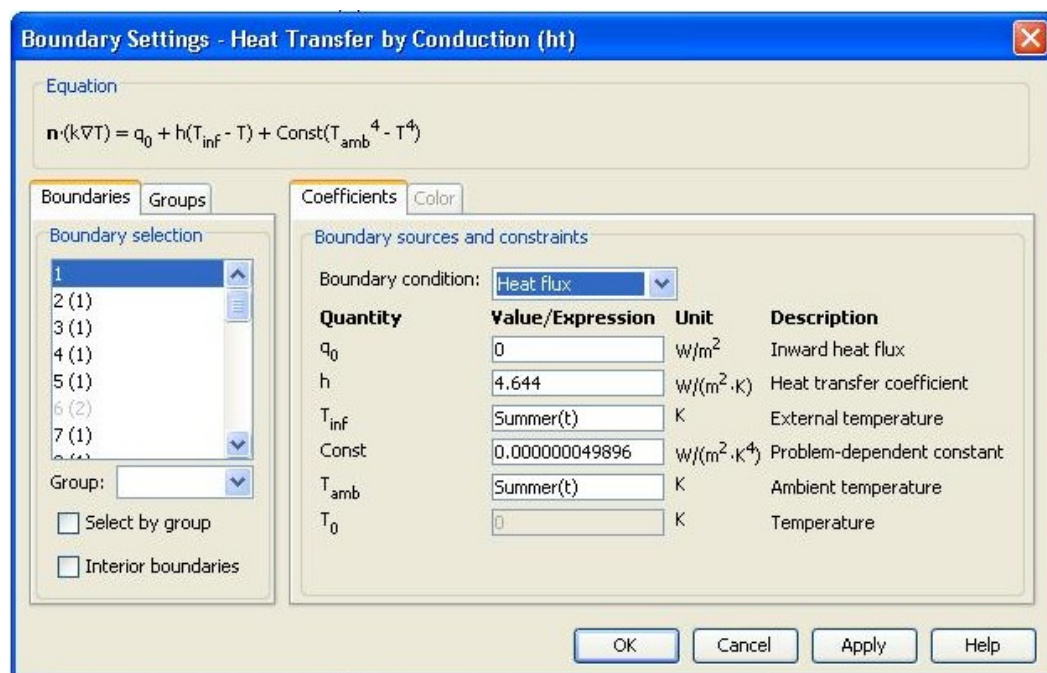 Boundary Settings - Heat Transfer by Conduction (ht)
Equation
n·(k∇T) = q₀ + h(T_inf - T) + Const(T_amb⁴ - T⁴)
Boundaries Groups
Boundary selection
1
2 (1)
3 (1)
4 (1)
5 (1)
6 (2)
7 (1)
Group:
Select by group
Interior boundaries
Coefficients Color
Boundary sources and constraints
Boundary condition: Heat flux
Quantity Value/Expression Unit Description
q₀ 0 W/m² Inward heat flux
h 4.644 W/(m²·K) Heat transfer coefficient
T_inf Summer(t) K External temperature
Const 0.000000049896 W/(m²·K⁴) Problem-dependent constant
T_amb Summer(t) K Ambient temperature
T₀ 0 K Temperature
OK Cancel Apply Help